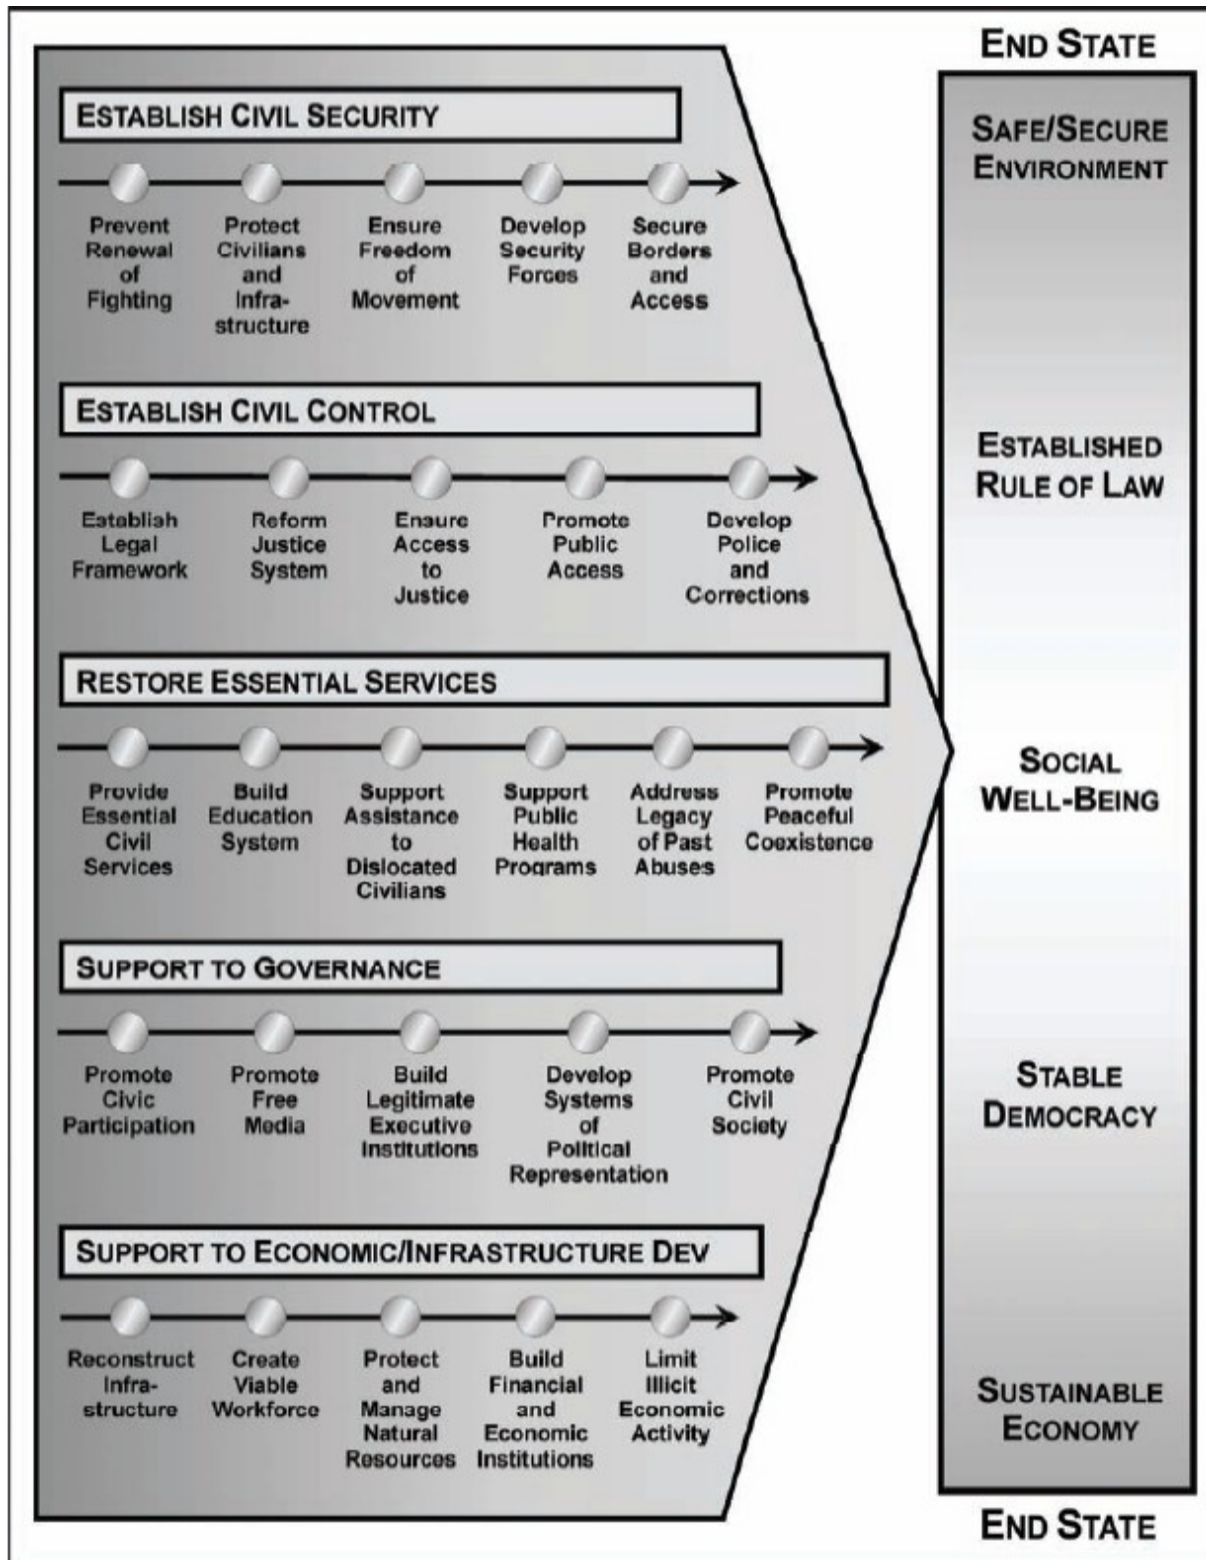 END STATE
ESTABLISH CIVIL SECURITY
Prevent
Renewal
of
Fighting
Protect
Civilians
and
Infra-
structure
Ensure
Freedom
of
Movement
Develop
Security
Forces
Secure
Borders
and
Access
SAFE/SECURE
ENVIRONMENT
ESTABLISH CIVIL CONTROL
Establish
Legal
Framework
Reform
Justice
System
Ensure
Access
to
Justice
Promote
Public
Access
Develop
Police
and
Corrections
ESTABLISHED
RULE OF LAW
RESTORE ESSENTIAL SERVICES
Provide
Essential
Civil
Services
Build
Education
System
Support
Assistance
to
Dislocated
Civilians
Support
Public
Health
Programs
Address
Legacy
of Past
Abuses
Promote
Peaceful
Coexistence
SOCIAL
WELL-BEING
SUPPORT TO GOVERNANCE
Promote
Civic
Participation
Promote
Free
Media
Build
Legitimate
Executive
Institutions
Develop
Systems
of
Political
Representation
Promote
Civil
Society
STABLE
DEMOCRACY
SUPPORT TO ECONOMIC/INFRASTRUCTURE DEV
Reconstruct
Infra-
structure
Create
Viable
Workforce
Protect
and
Manage
Natural
Resources
Build
Financial
and
Economic
Institutions
Limit
Illicit
Economic
Activity
SUSTAINABLE
ECONOMY
END STATE